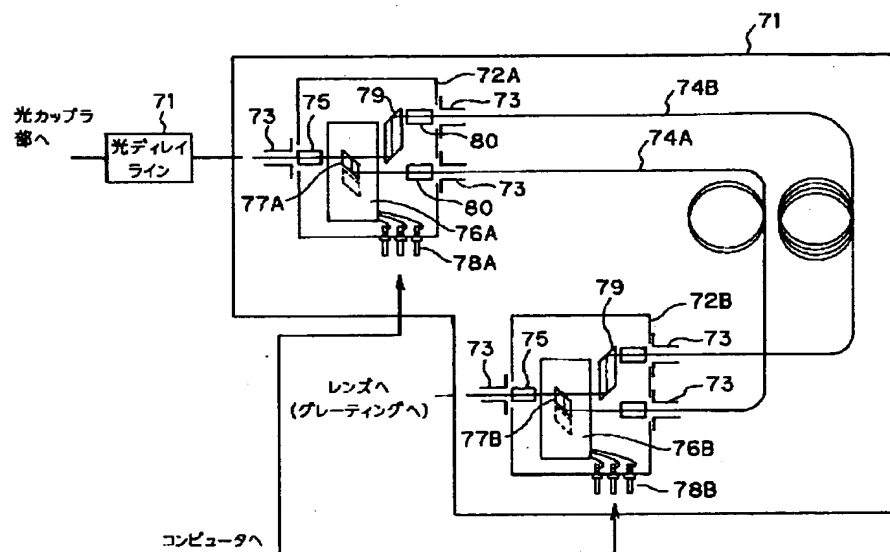 71
72A
光カップラ
部へ
71
光ディレイ
ライン
73
75
79
73
74B
80
74A
77A
80
73
76A
78A
79
72B
73
75
73
レンズへ
(グレーティングへ)
73
77B
76B
78B
コンピュータへ